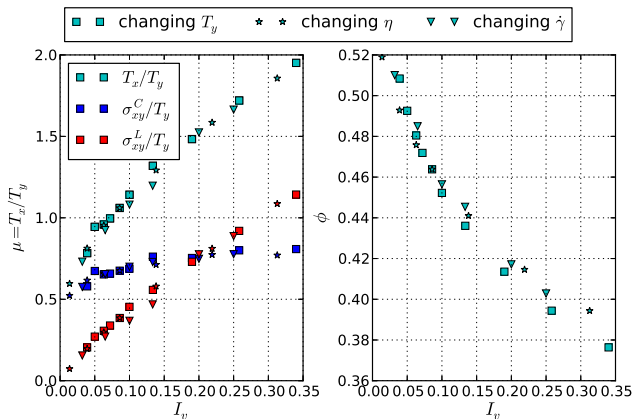 changing T_y changing η changing γ̇
2.0
1.5
1.0
0.5
0.0
μ=T_x/T_y
T_x/T_y
σ^C_xy/T_y
σ^L_xy/T_y
0.00 0.05 0.10 0.15 0.20 0.25 0.30 0.35
I_v
0.52
0.50
0.48
0.46
0.44
0.42
0.40
0.38
0.36
ϕ
0.00 0.05 0.10 0.15 0.20 0.25 0.30 0.35
I_v